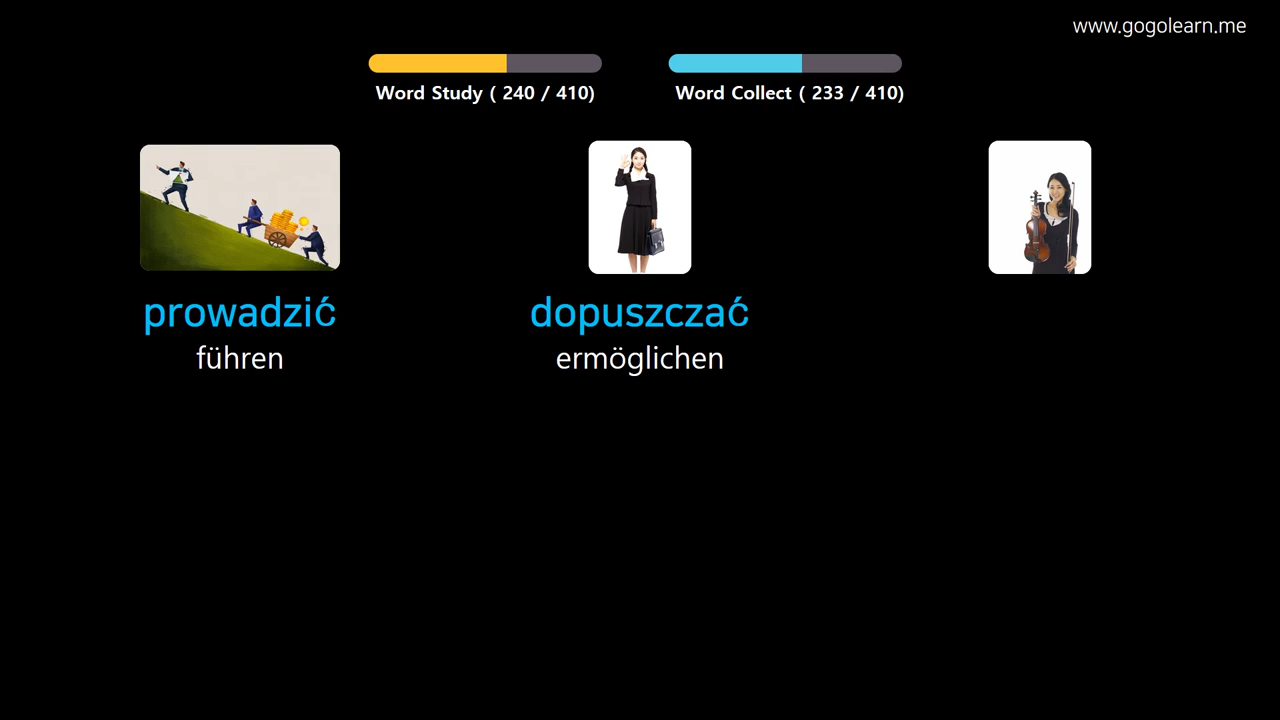 www.gogolearn.me
Word Study ( 240 / 410)
Word Collect ( 233 / 410)
prowadzić
führen
dopuszczać
ermöglichen